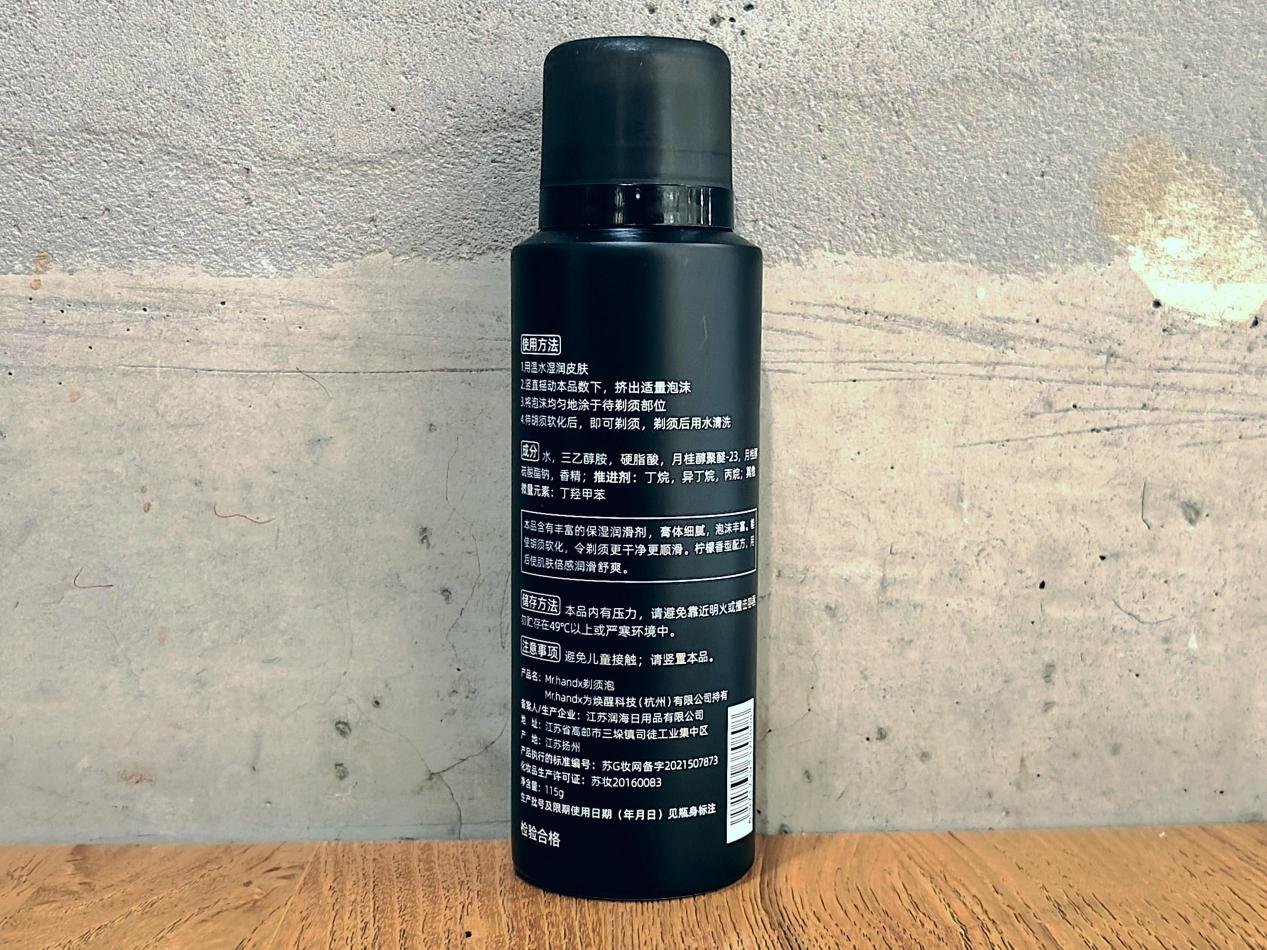 使用方法
1.用温水湿润皮肤
2.竖直摇动本品数下，挤出适量泡沫
3.将泡沫均匀地涂于待剃须部位
4.待胡须软化后，即可剃须，剃须后用水清洗
成分 水，三乙醇胺，硬脂酸，月桂醇聚醚-23，月桂醇
硫酸酯钠，香精；推进剂：丁烷，异丁烷，丙烷；其他
微量元素：丁羟甲苯
本品含有丰富的保湿润滑剂，膏体细腻，泡沫丰富。能
使胡须软化，令剃须更干净更顺滑。柠檬香型配方，用
后使肌肤倍感润滑舒爽。
储存方法 本品内有压力，请避免靠近明火或撞击容器
勿贮存在49℃以上或严寒环境中。
注意事项 避免儿童接触；请竖置本品。
产品名：Mr.handx剃须泡
Mr.handx为焕醒科技(杭州)有限公司持有
备案人/生产企业：江苏润海日用品有限公司
地 址：江苏省高邮市三垛镇司徒工业集中区
产 地：江苏扬州
产品执行的标准编号：苏G妆网备字2021507873
化妆品生产许可证：苏妆20160083
净含量：115g
生产批号及限期使用日期（年月日）见瓶身标注
检验合格